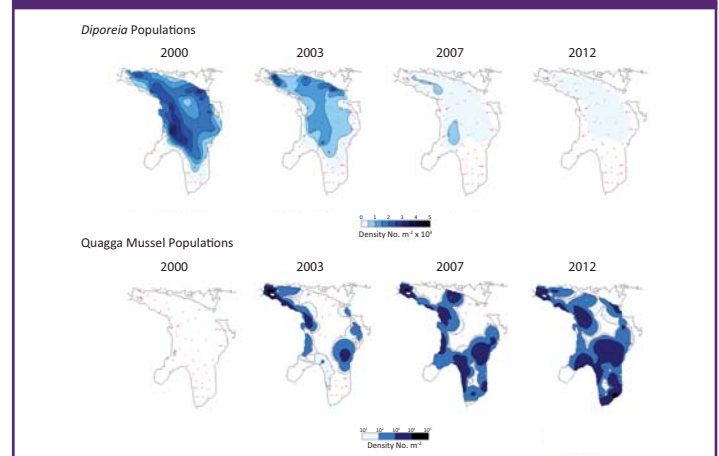 Diporeia Populations
2000 2003 2007 2012
0 1 2 3 4 5
Density No. m⁻² x 10³
Quagga Mussel Populations
2000 2003 2007 2012
Density No. m⁻²